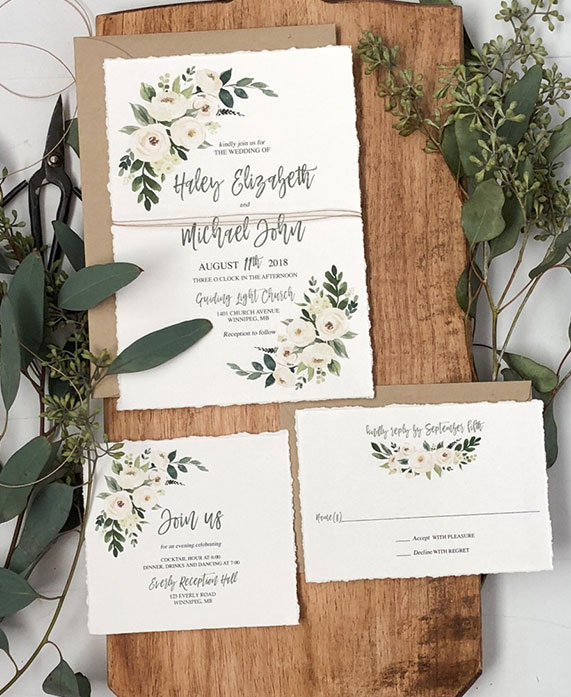 kindly join us for
THE WEDDING OF
Haley Elizabeth
and
Michael John
AUGUST 11TH 2018
THREE O.CLOCK IN THE AFTERNOON
Guiding Light Church
1401 CHURCH AVENUE
WINNIPEG, MB
Reception to follow
Join us
for an evening celebrating
COCKTAIL HOUR AT 6:00
DINNER, DRINKS AND DANCING AT 7:00
Everly Reception Hall
123 EVERLY ROAD
WINNIPEG, MB
kindly reply by September fifth
Name(s)
Accept WITH PLEASURE
Decline WITH REGRET